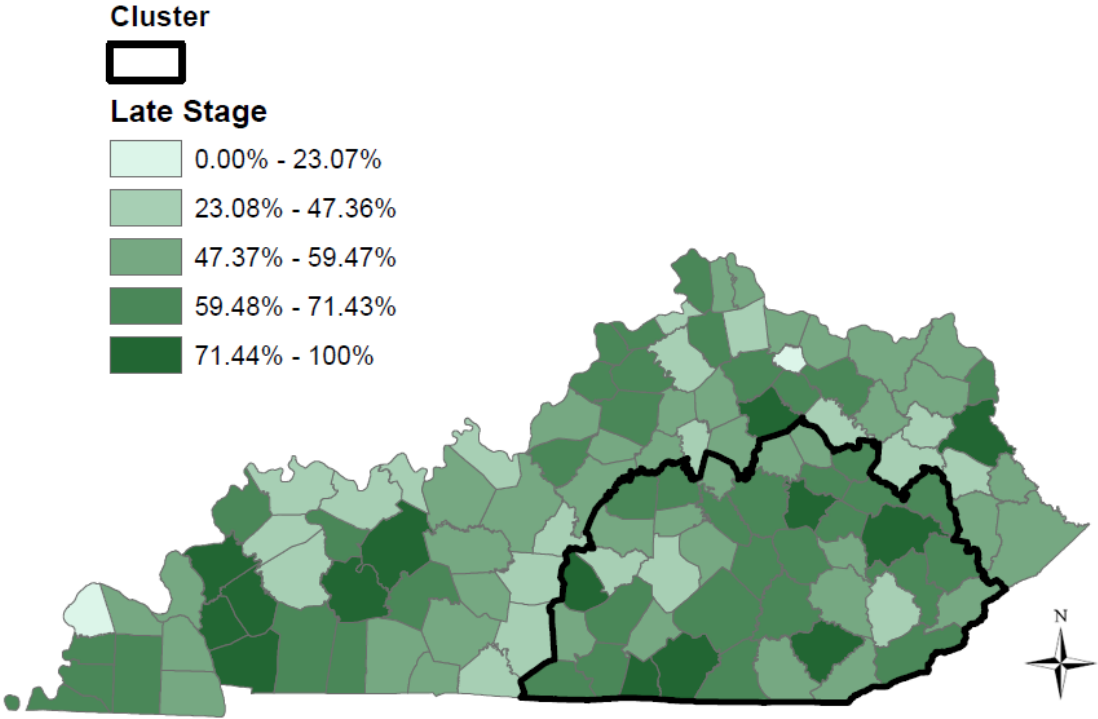 Cluster
Late Stage
0.00% - 23.07%
23.08% - 47.36%
47.37% - 59.47%
59.48% - 71.43%
71.44% - 100%
N